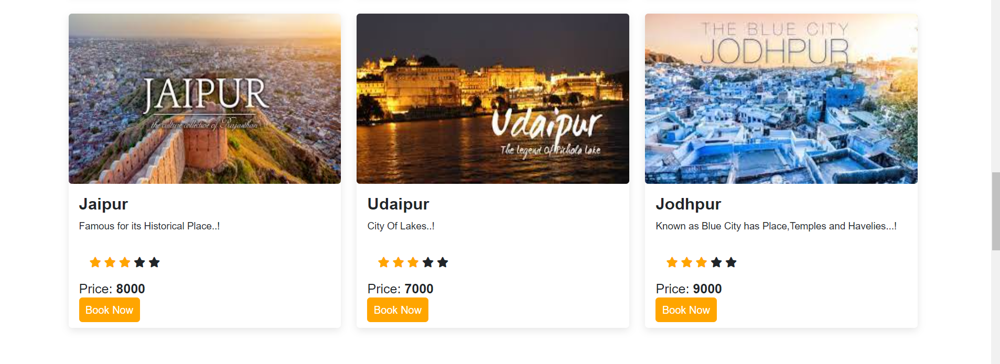 JAIPUR
the culture collective of Rajasthan
Udaipur
The legend Of Pichola lake
THE BLUE CITY
JODHPUR
Jaipur
Famous for its Historical Place..!
Price: 8000
Book Now
Udaipur
City Of Lakes..!
Price: 7000
Book Now
Jodhpur
Known as Blue City has Place,Temples and Havelies...!
Price: 9000
Book Now